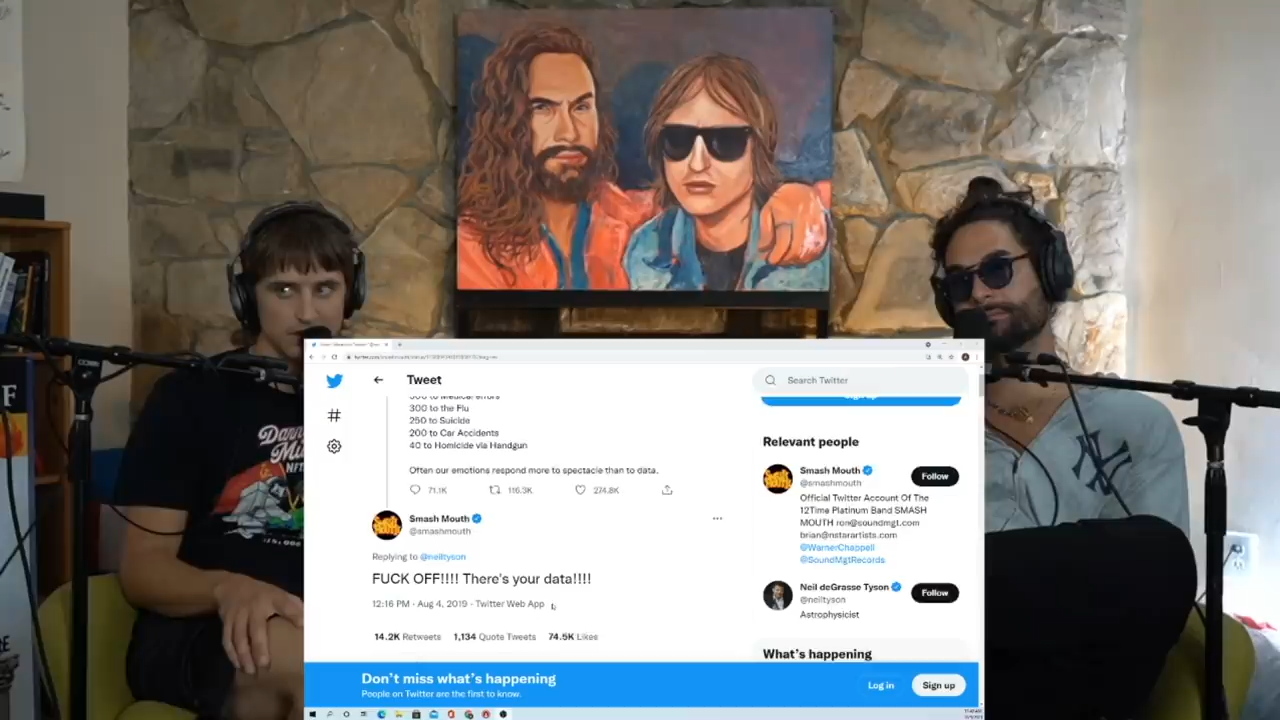 Tweet
Search Twitter
300 to the Flu
250 to Suicide
200 to Car Accidents
40 to Homicide via Handgun
Often our emotions respond more to spectacle than to data.
71.1K 116.3K 274.8K
Smash Mouth
@smashmouth
Replying to @neiltyson
FUCK OFF!!!! There's your data!!!!
12:16 PM · Aug 4, 2019 · Twitter Web App
14.2K Retweets 1,134 Quote Tweets 74.5K Likes
Sign up
Relevant people
Smash Mouth
@smashmouth
Follow
Official Twitter Account Of The
12Time Platinum Band SMASH
MOUTH ron@soundmgt.com
brian@nstarartists.com
@WarnerChappell
@SoundMgtRecords
Neil deGrasse Tyson
@neiltyson
Follow
Astrophysicist
What's happening
Don't miss what's happening
People on Twitter are the first to know.
Log in
Sign up